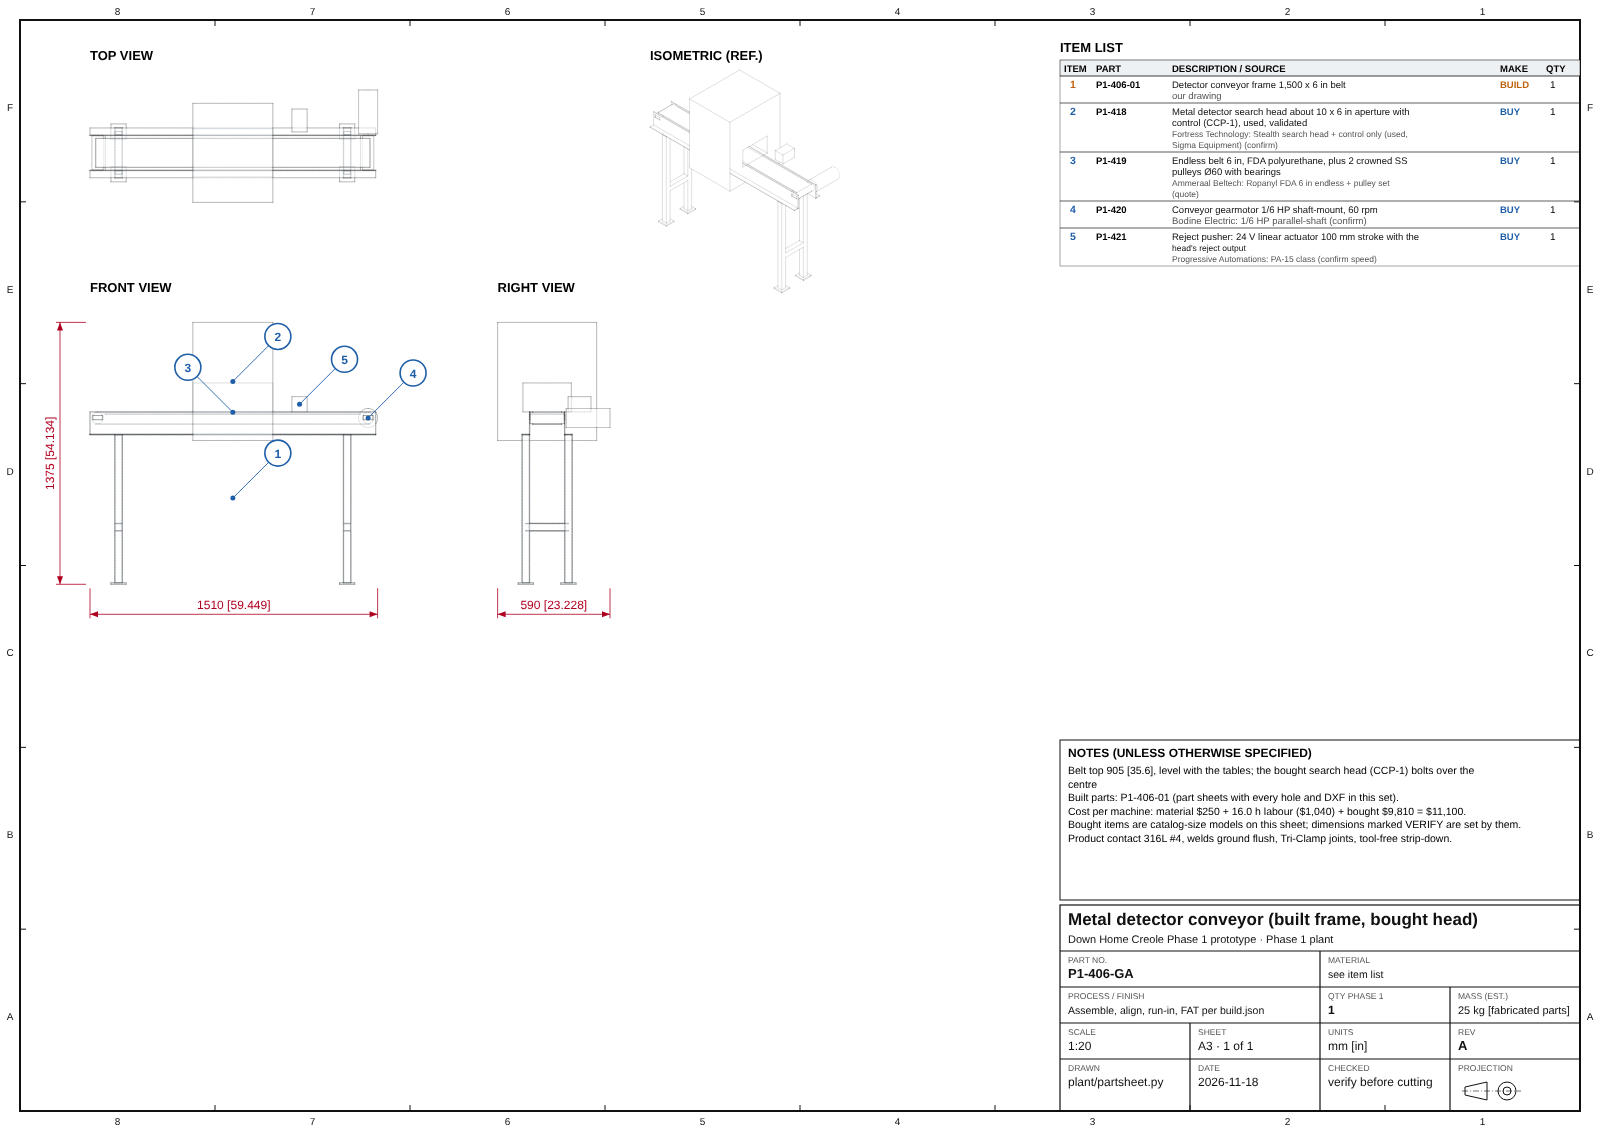 8 7 6 5 4 3 2 1
TOP VIEW
ISOMETRIC (REF.)
ITEM LIST
ITEM PART DESCRIPTION / SOURCE MAKE QTY
1 P1-406-01 Detector conveyor frame 1,500 x 6 in belt BUILD 1
our drawing
2 P1-418 Metal detector search head about 10 x 6 in aperture with BUY 1
control (CCP-1), used, validated
Fortress Technology: Stealth search head + control only (used,
Sigma Equipment) (confirm)
3 P1-419 Endless belt 6 in, FDA polyurethane, plus 2 crowned SS BUY 1
pulleys Ø60 with bearings
Ammeraal Beltech: Ropanyl FDA 6 in endless + pulley set
(quote)
4 P1-420 Conveyor gearmotor 1/6 HP shaft-mount, 60 rpm BUY 1
Bodine Electric: 1/6 HP parallel-shaft (confirm)
5 P1-421 Reject pusher: 24 V linear actuator 100 mm stroke with the BUY 1
head's reject output
Progressive Automations: PA-15 class (confirm speed)
F F
E E
D D
C C
B B
A A
FRONT VIEW
RIGHT VIEW
2
3
5
4
1
1375 [54.134]
1510 [59.449]
590 [23.228]
NOTES (UNLESS OTHERWISE SPECIFIED)
Belt top 905 [35.6], level with the tables; the bought search head (CCP-1) bolts over the
centre
Built parts: P1-406-01 (part sheets with every hole and DXF in this set).
Cost per machine: material $250 + 16.0 h labour ($1,040) + bought $9,810 = $11,100.
Bought items are catalog-size models on this sheet; dimensions marked VERIFY are set by them.
Product contact 316L #4, welds ground flush, Tri-Clamp joints, tool-free strip-down.
Metal detector conveyor (built frame, bought head)
Down Home Creole Phase 1 prototype · Phase 1 plant
PART NO. MATERIAL
P1-406-GA see item list
PROCESS / FINISH QTY PHASE 1 MASS (EST.)
Assemble, align, run-in, FAT per build.json 1 25 kg [fabricated parts]
SCALE SHEET UNITS REV
1:20 A3 · 1 of 1 mm [in] A
DRAWN DATE CHECKED PROJECTION
plant/partsheet.py 2026-11-18 verify before cutting
8 7 6 5 4 3 2 1